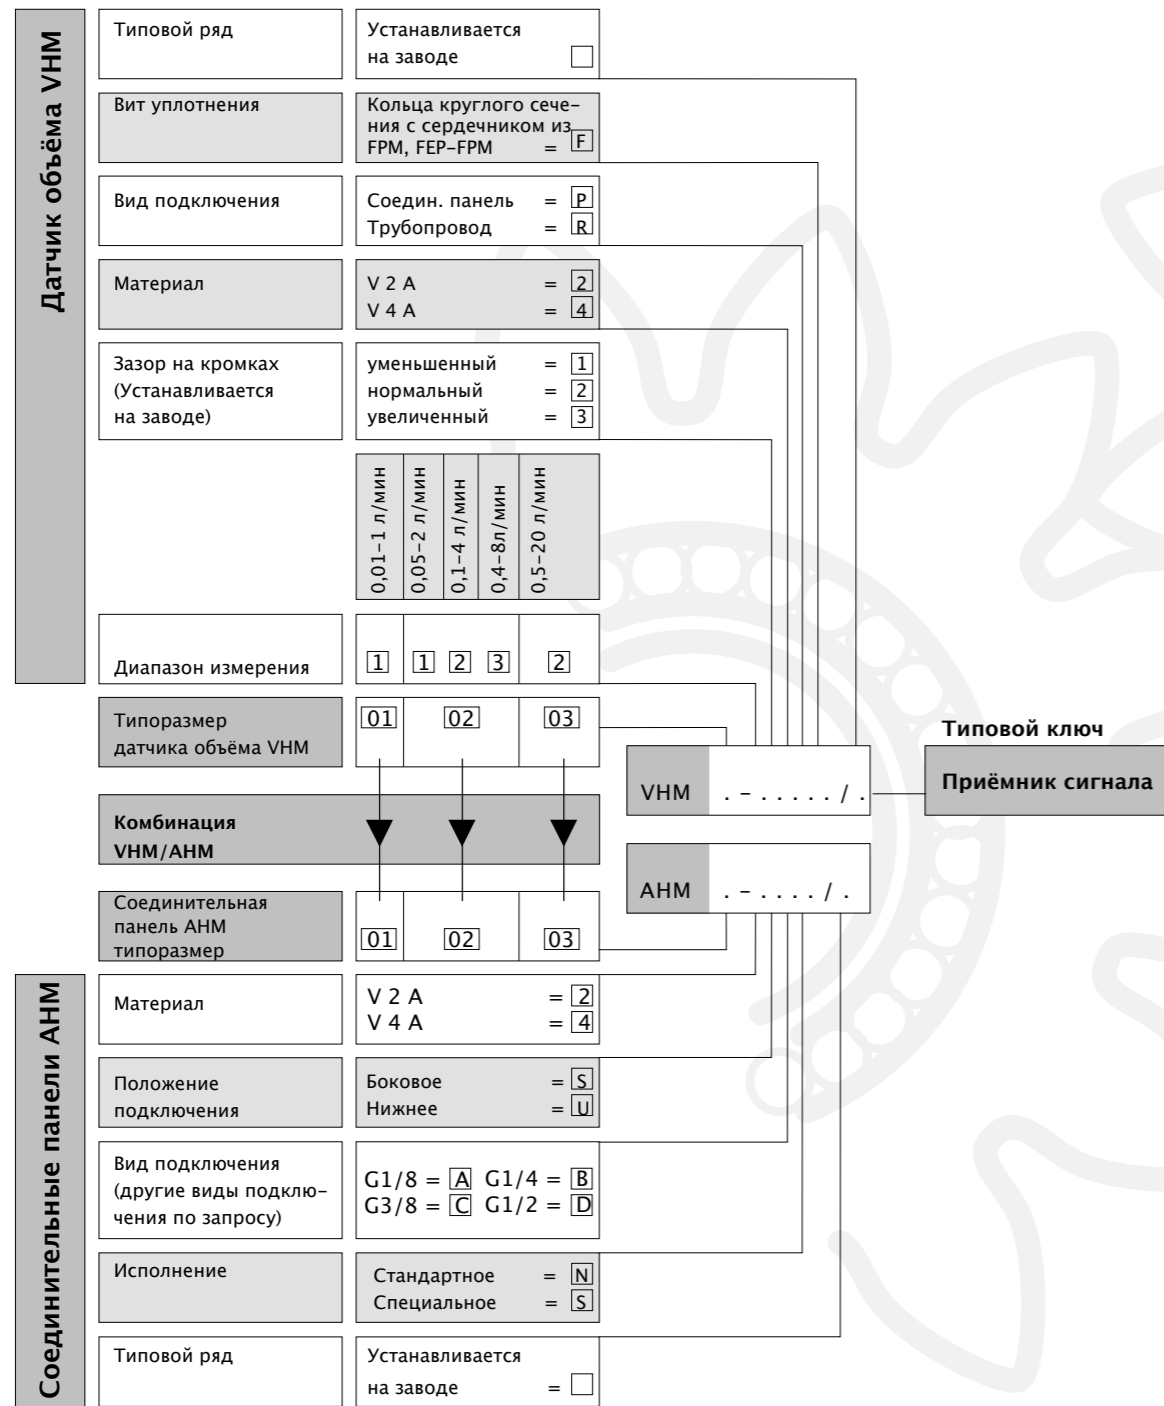 Датчик объёма VHM
Типовой ряд
Устанавливается
на заводе
Вит уплотнения
Кольца круглого сече-
ния с сердечником из
FPM, FEP-FPM = F
Вид подключения
Соедин. панель = P
Трубопровод = R
Материал
V 2 A = 2
V 4 A = 4
Зазор на кромках
(Устанавливается
на заводе)
уменьшенный = 1
нормальный = 2
увеличенный = 3
0,01-1 л/мин
0,05-2 л/мин
0,1-4 л/мин
0,4-8л/мин
0,5-20 л/мин
Диапазон измерения
1 1 2 3 2
Типоразмер
датчика объёма VHM
01 02 03
Типовой ключ
VHM . - . . . . . / .
Приёмник сигнала
Комбинация
VHM/AHM
AHM . - . . . . / .
Соединительная
панель AHM
типоразмер
01 02 03
Соединительные панели AHM
Материал
V 2 A = 2
V 4 A = 4
Положение
подключения
Боковое = S
Нижнее = U
Вид подключения
(другие виды подклю-
чения по запросу)
G1/8 = A G1/4 = B
G3/8 = C G1/2 = D
Исполнение
Стандартное = N
Специальное = S
Типовой ряд
Устанавливается
на заводе =